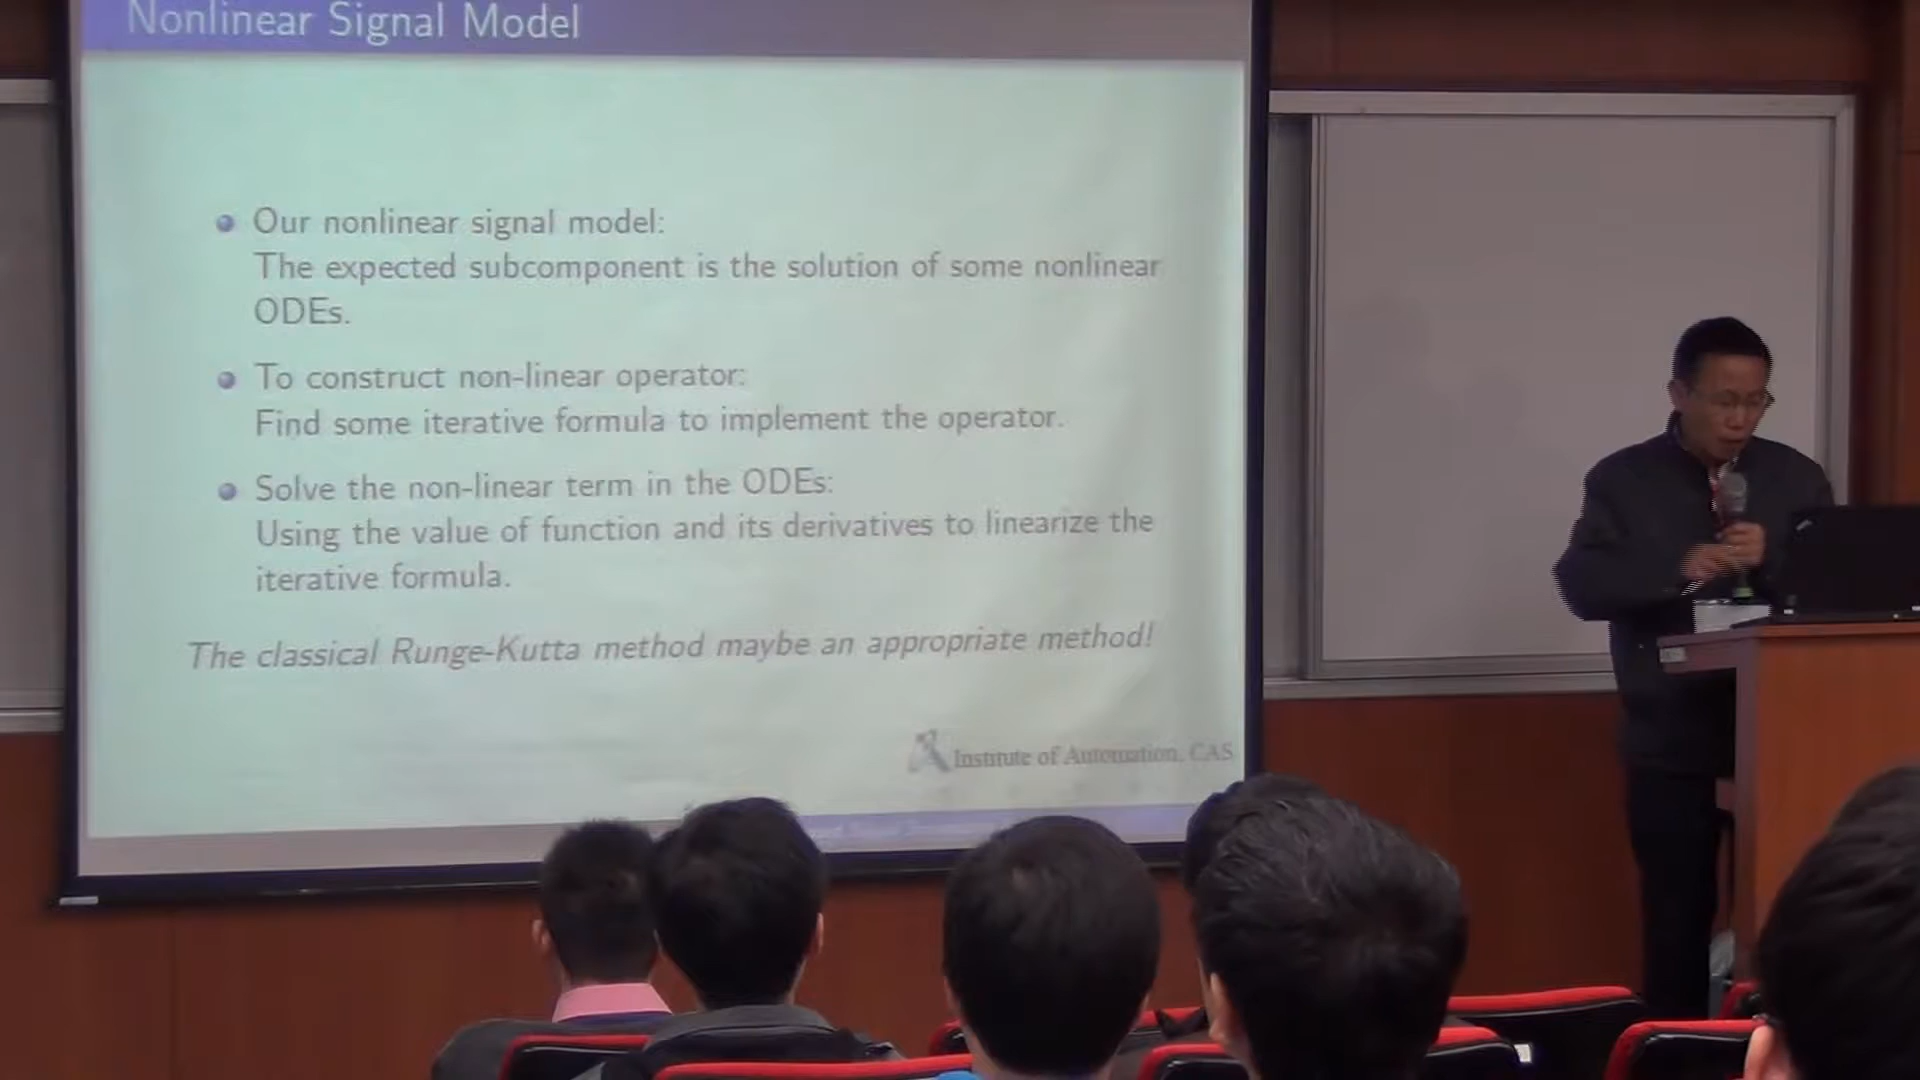 Nonlinear Signal Model
Our nonlinear signal model:
The expected subcomponent is the solution of some nonlinear
ODEs.
To construct non-linear operator:
Find some iterative formula to implement the operator.
Solve the non-linear term in the ODEs:
Using the value of function and its derivatives to linearize the
iterative formula.
The classical Runge-Kutta method maybe an appropriate method!
Institute of Automation, CAS